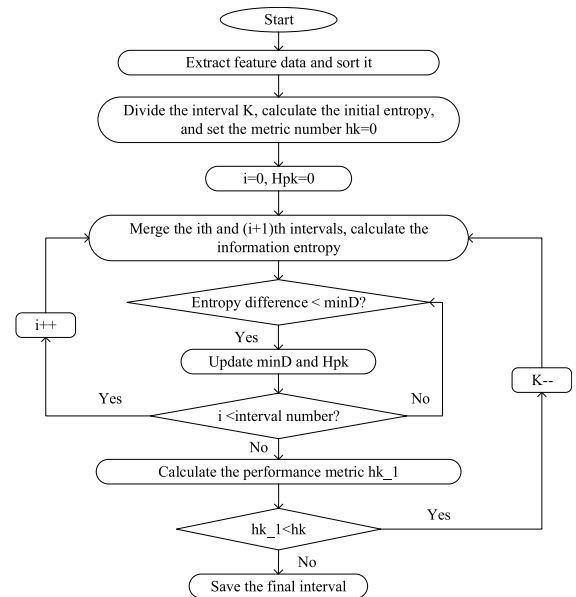 Start
Extract feature data and sort it
Divide the interval K, calculate the initial entropy,
and set the metric number hk=0
i=0, Hpk=0
Merge the ith and (i+1)th intervals, calculate the
information entropy
Entropy difference < minD?
i++
Yes
Update minD and Hpk
K--
Yes
No
i <interval number?
No
Calculate the performance metric hk_1
Yes
hk_1<hk
No
Save the final interval